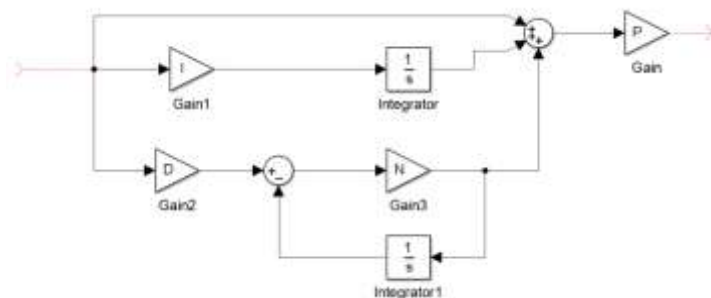 P
Gain
I
Gain1
1
s
Integrator
D
Gain2
N
Gain3
1
s
Integrator1